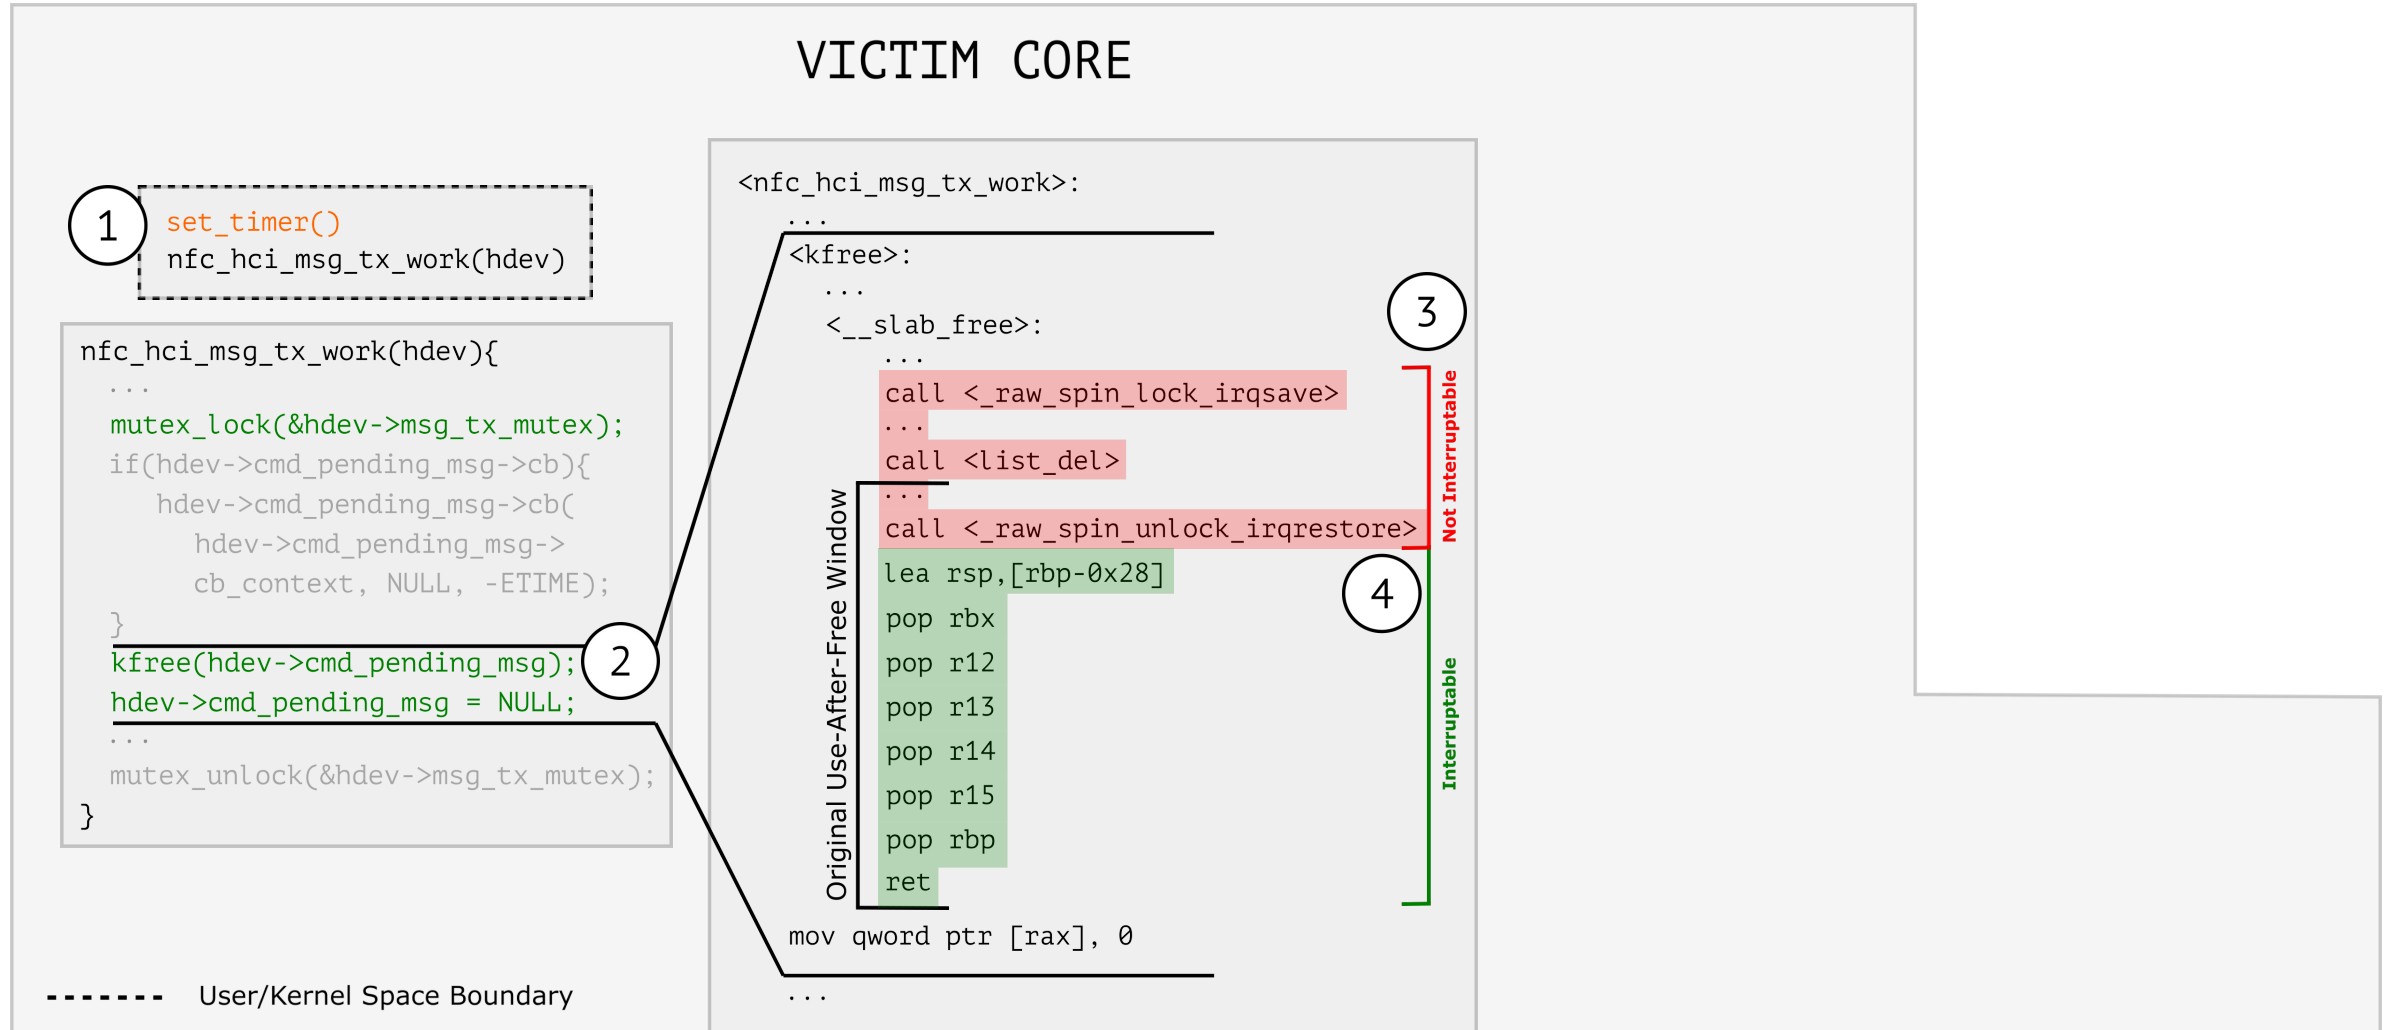 VICTIM CORE
1
set_timer()
nfc_hci_msg_tx_work(hdev)
nfc_hci_msg_tx_work(hdev){
...
mutex_lock(&hdev->msg_tx_mutex);
if(hdev->cmd_pending_msg->cb){
hdev->cmd_pending_msg->cb(
hdev->cmd_pending_msg->
cb_context, NULL, -ETIME);
}
kfree(hdev->cmd_pending_msg);
hdev->cmd_pending_msg = NULL;
2
...
mutex_unlock(&hdev->msg_tx_mutex);
}
User/Kernel Space Boundary
<nfc_hci_msg_tx_work>:
...
<kfree>:
...
<__slab_free>:
...
call <_raw_spin_lock_irqsave>
...
call <list_del>
...
call <_raw_spin_unlock_irqrestore>
lea rsp,[rbp-0x28]
pop rbx
pop r12
pop r13
pop r14
pop r15
pop rbp
ret
mov qword ptr [rax], 0
...
Original Use-After-Free Window
3
Not Interruptable
4
Interruptable